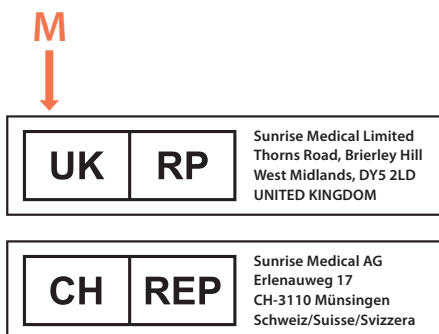 M
UK RP
Sunrise Medical Limited
Thorns Road, Brierley Hill
West Midlands, DY5 2LD
UNITED KINGDOM
CH REP
Sunrise Medical AG
Erlenauweg 17
CH-3110 Münsingen
Schweiz/Suisse/Svizzera